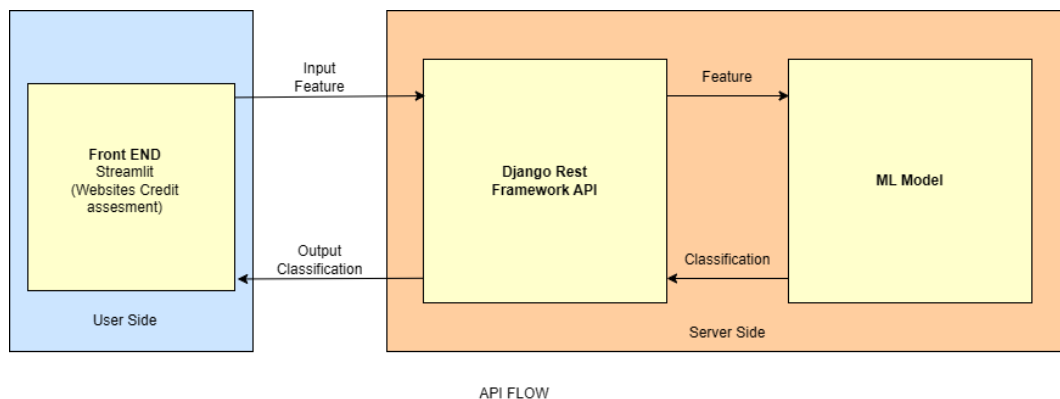 Input
Feature
Feature
Front END
Streamlit
(Websites Credit
assesment)
Django Rest
Framework API
ML Model
Output
Classification
Classification
User Side
Server Side
API FLOW